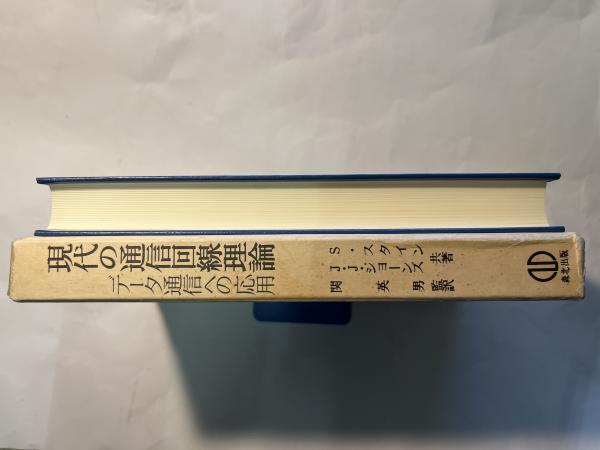 現代の通信回線理論
データ通信への応用
S・スタイン
J・J・ジョーンズ 共著
関英男 監訳
森北出版